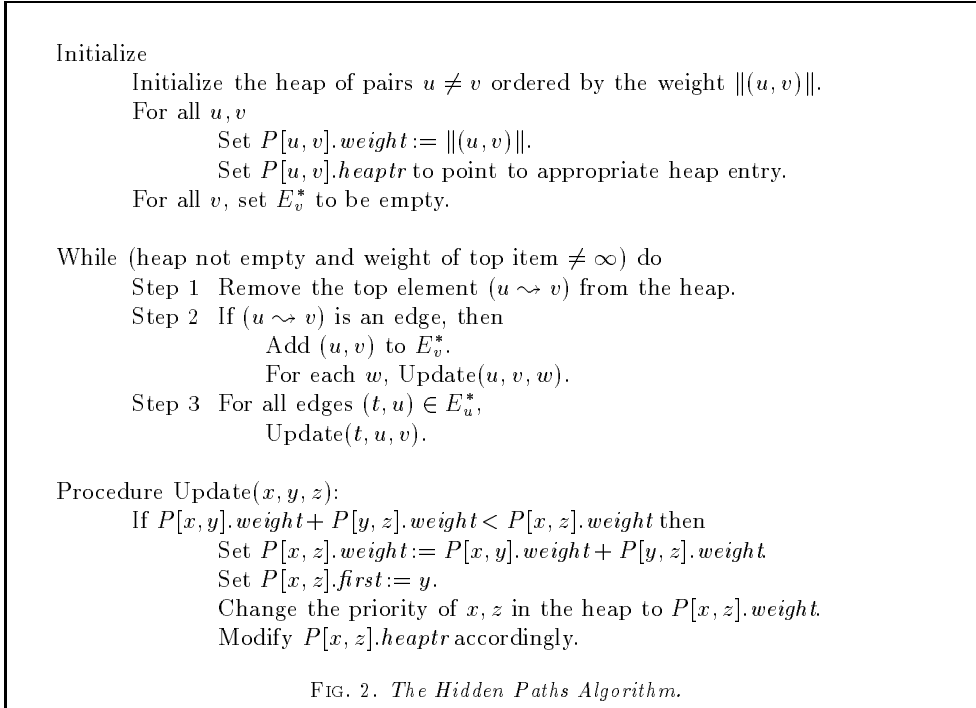 Initialize
Initialize the heap of pairs u ≠ v ordered by the weight ‖(u, v)‖.
For all u, v
Set P[u, v].weight := ‖(u, v)‖.
Set P[u, v].heaptr to point to appropriate heap entry.
For all v, set E*_v to be empty.
While (heap not empty and weight of top item ≠ ∞) do
Step 1 Remove the top element (u ⇝ v) from the heap.
Step 2 If (u ⇝ v) is an edge, then
Add (u, v) to E*_v.
For each w, Update(u, v, w).
Step 3 For all edges (t, u) ∈ E*_u,
Update(t, u, v).
Procedure Update(x, y, z):
If P[x, y].weight + P[y, z].weight < P[x, z].weight then
Set P[x, z].weight := P[x, y].weight + P[y, z].weight.
Set P[x, z].first := y.
Change the priority of x, z in the heap to P[x, z].weight.
Modify P[x, z].heaptr accordingly.
FIG. 2. The Hidden Paths Algorithm.